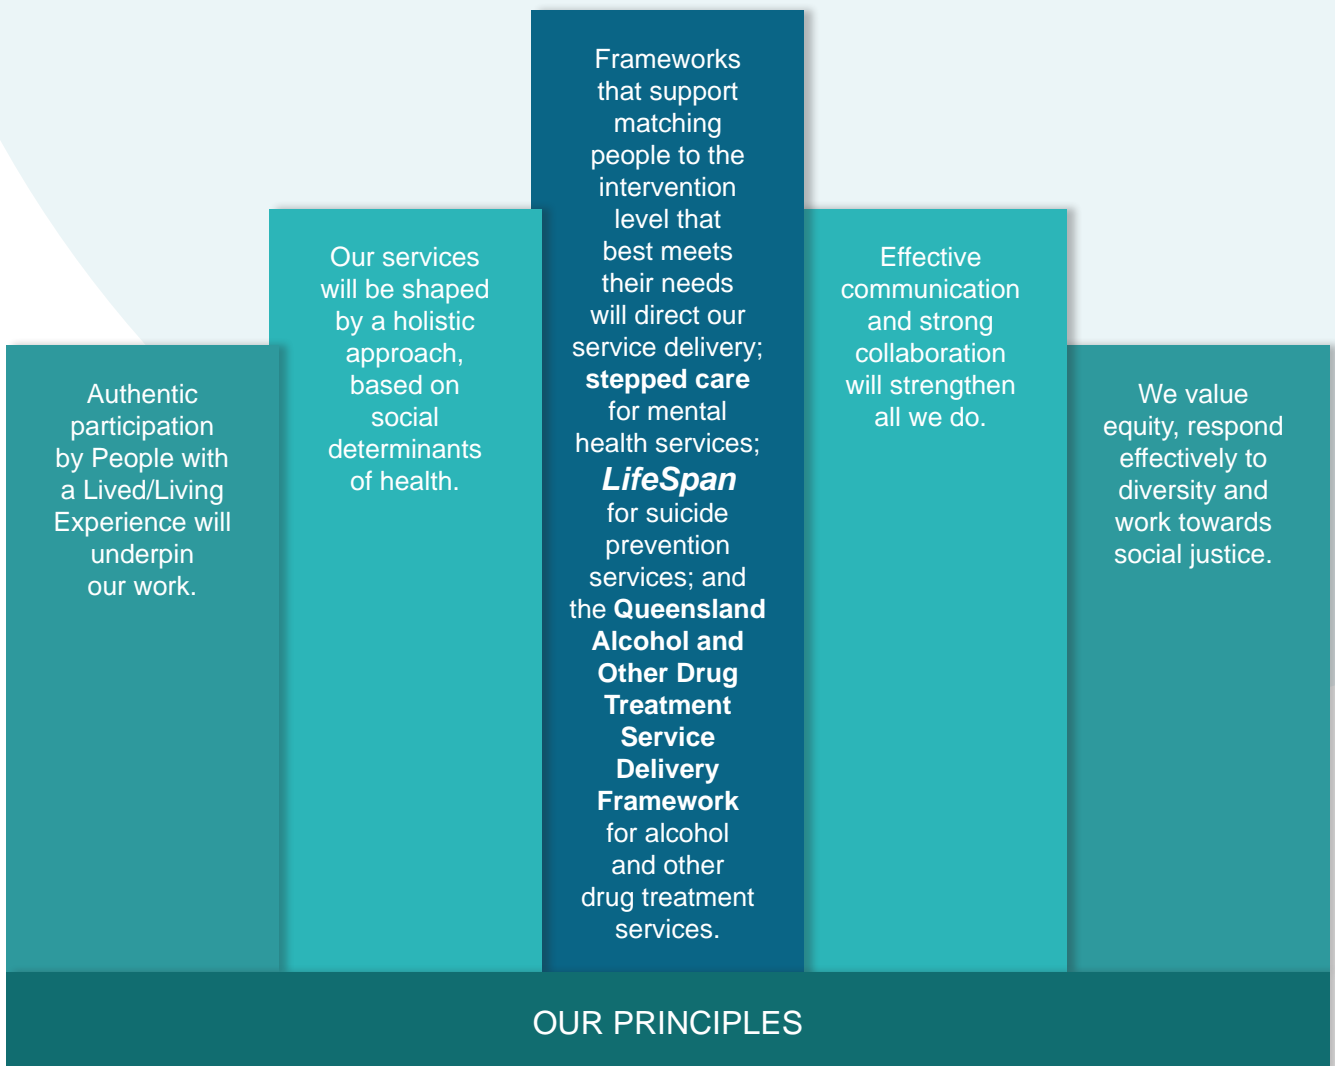 Authentic
participation
by People with
a Lived/Living
Experience will
underpin
our work.
Our services
will be shaped
by a holistic
approach,
based on
social
determinants
of health.
Frameworks
that support
matching
people to the
intervention
level that
best meets
their needs
will direct our
service delivery;
stepped care
for mental
health services;
LifeSpan
for suicide
prevention
services; and
the Queensland
Alcohol and
Other Drug
Treatment
Service
Delivery
Framework
for alcohol
and other
drug treatment
services.
Effective
communication
and strong
collaboration
will strengthen
all we do.
We value
equity, respond
effectively to
diversity and
work towards
social justice.
OUR PRINCIPLES